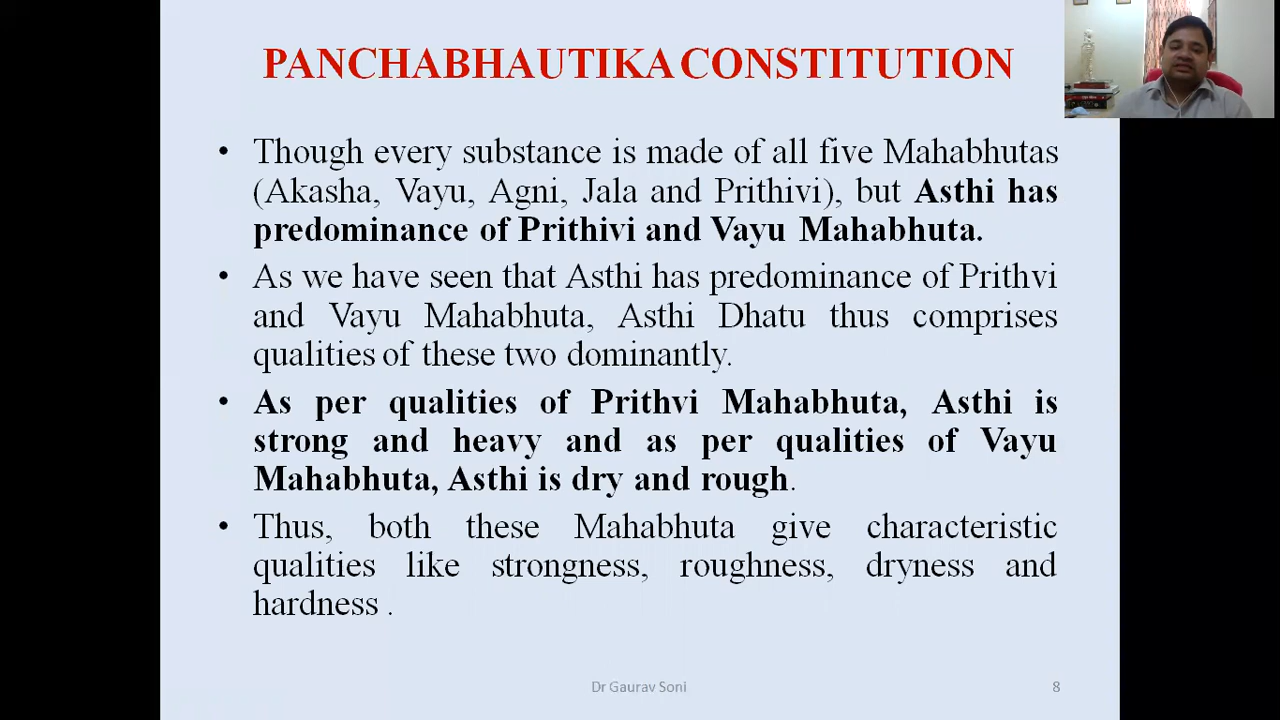 PANCHABHAUTIKA CONSTITUTION
• Though every substance is made of all five Mahabhutas
(Akasha, Vayu, Agni, Jala and Prithivi), but Asthi has
predominance of Prithivi and Vayu Mahabhuta.
• As we have seen that Asthi has predominance of Prithvi
and Vayu Mahabhuta, Asthi Dhatu thus comprises
qualities of these two dominantly.
• As per qualities of Prithvi Mahabhuta, Asthi is
strong and heavy and as per qualities of Vayu
Mahabhuta, Asthi is dry and rough.
• Thus, both these Mahabhuta give characteristic
qualities like strongness, roughness, dryness and
hardness .
Dr Gaurav Soni
8